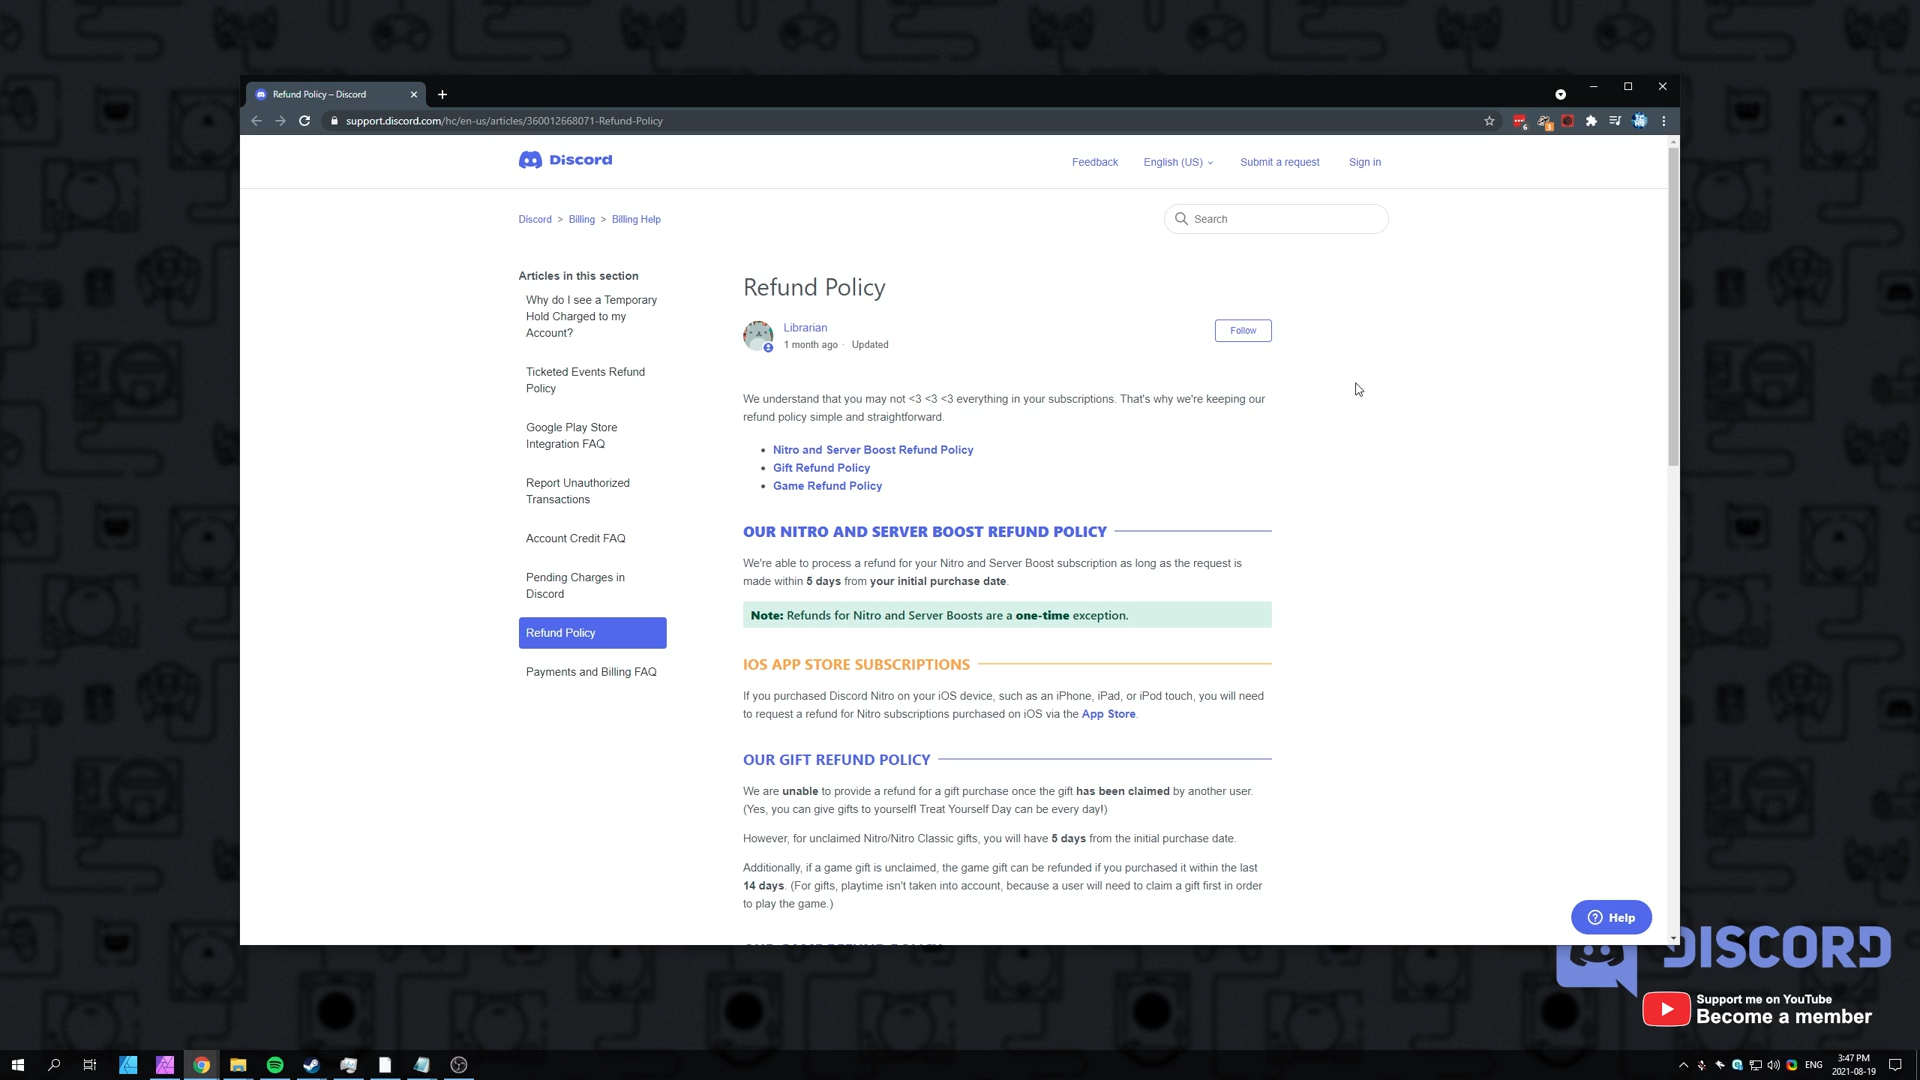 Refund Policy – Discord
support.discord.com/hc/en-us/articles/360012668071-Refund-Policy
6
3
Discord
Feedback
English (US)
Submit a request
Sign in
Discord > Billing > Billing Help
Search
Articles in this section
Why do I see a Temporary
Hold Charged to my
Account?
Ticketed Events Refund
Policy
Google Play Store
Integration FAQ
Report Unauthorized
Transactions
Account Credit FAQ
Pending Charges in
Discord
Refund Policy
Payments and Billing FAQ
Refund Policy
Librarian
1 month ago · Updated
Follow
We understand that you may not <3 <3 <3 everything in your subscriptions. That's why we're keeping our
refund policy simple and straightforward.
• Nitro and Server Boost Refund Policy
• Gift Refund Policy
• Game Refund Policy
OUR NITRO AND SERVER BOOST REFUND POLICY
We're able to process a refund for your Nitro and Server Boost subscription as long as the request is
made within 5 days from your initial purchase date.
Note: Refunds for Nitro and Server Boosts are a one-time exception.
IOS APP STORE SUBSCRIPTIONS
If you purchased Discord Nitro on your iOS device, such as an iPhone, iPad, or iPod touch, you will need
to request a refund for Nitro subscriptions purchased on iOS via the App Store.
OUR GIFT REFUND POLICY
We are unable to provide a refund for a gift purchase once the gift has been claimed by another user.
(Yes, you can give gifts to yourself! Treat Yourself Day can be every day!)
However, for unclaimed Nitro/Nitro Classic gifts, you will have 5 days from the initial purchase date.
Additionally, if a game gift is unclaimed, the game gift can be refunded if you purchased it within the last
14 days. (For gifts, playtime isn't taken into account, because a user will need to claim a gift first in order
to play the game.)
OUR GAME REFUND POLICY
Help
DISCORD
Support me on YouTube
Become a member
ENG
3:47 PM
2021-08-19